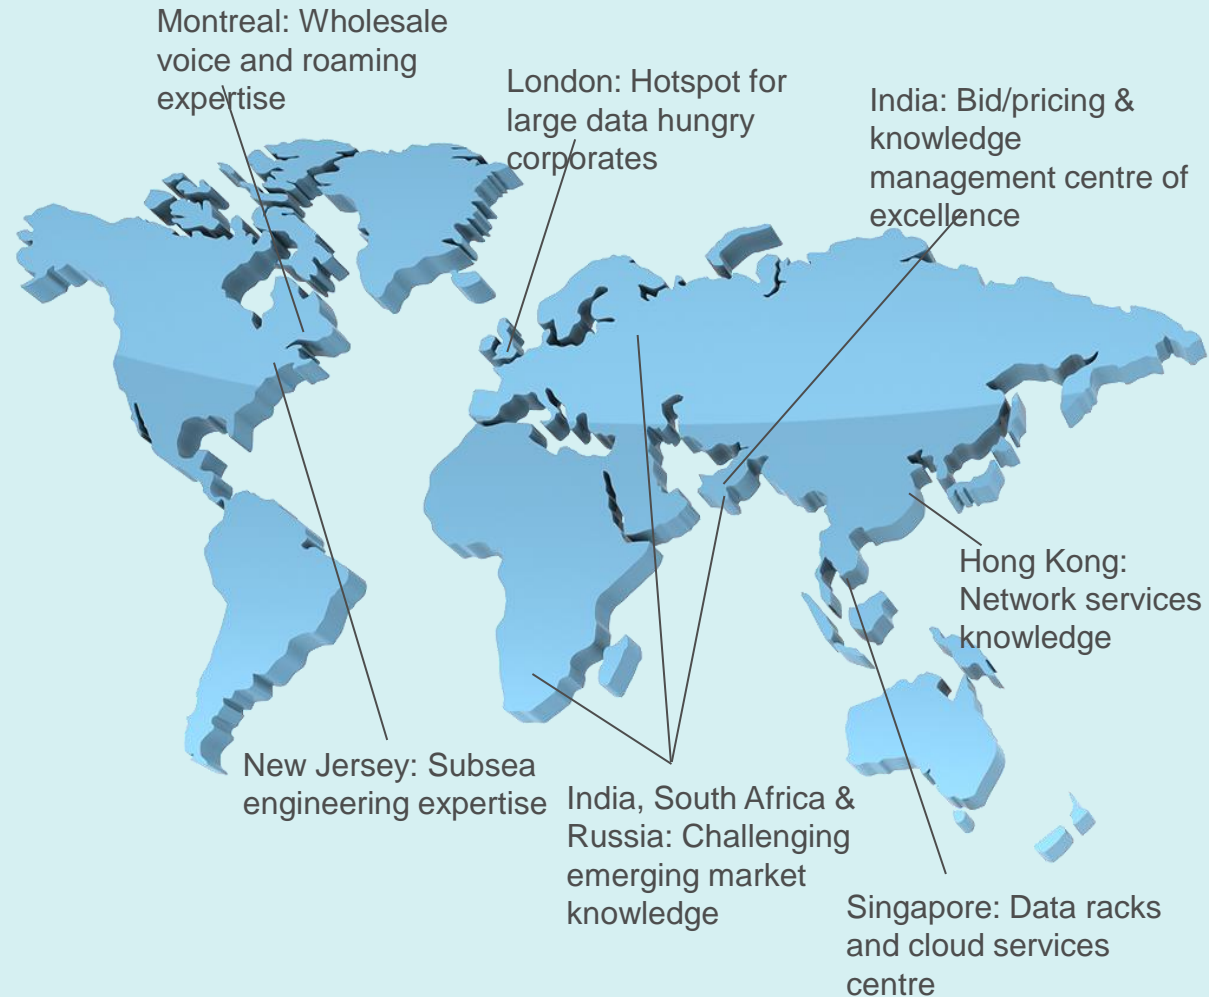 Montreal: Wholesale
voice and roaming
expertise
London: Hotspot for
large data hungry
corporates
India: Bid/pricing &
knowledge
management centre of
excellence
Hong Kong:
Network services
knowledge
New Jersey: Subsea
engineering expertise
India, South Africa &
Russia: Challenging
emerging market
knowledge
Singapore: Data racks
and cloud services
centre